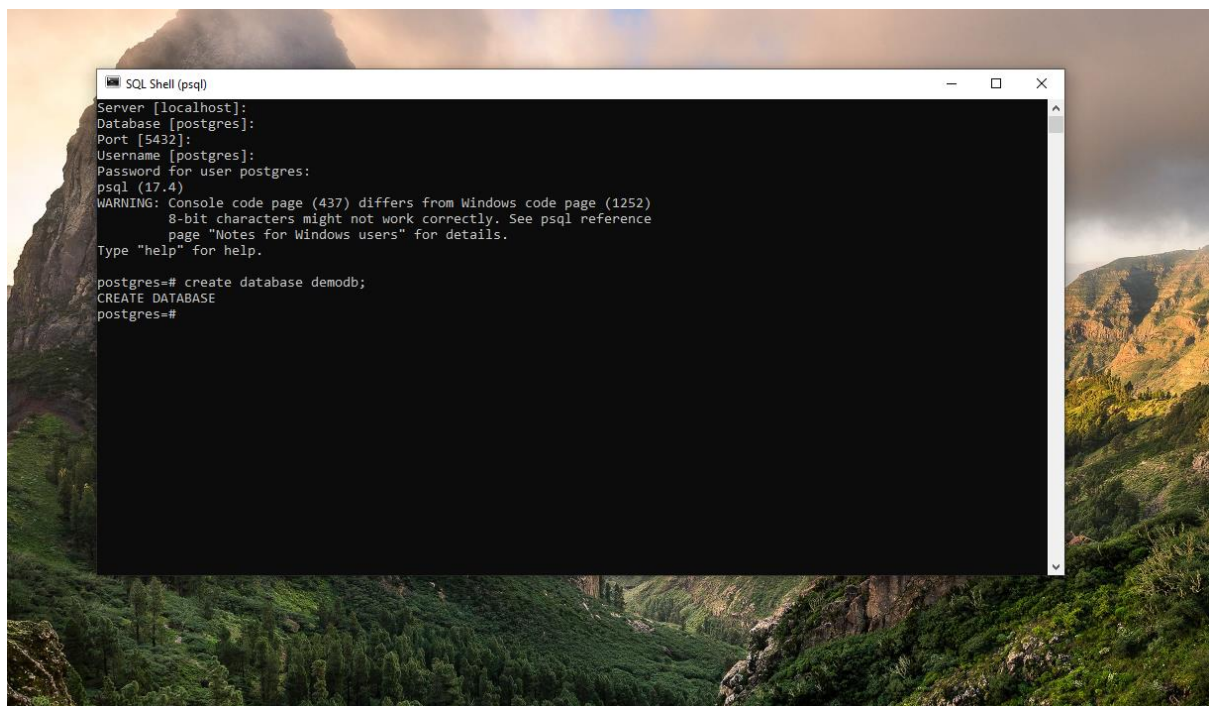 SQL Shell (psql)
Server [localhost]:
Database [postgres]:
Port [5432]:
Username [postgres]:
Password for user postgres:
psql (17.4)
WARNING: Console code page (437) differs from Windows code page (1252)
         8-bit characters might not work correctly. See psql reference
         page "Notes for Windows users" for details.
Type "help" for help.
postgres=# create database demodb;
CREATE DATABASE
postgres=#